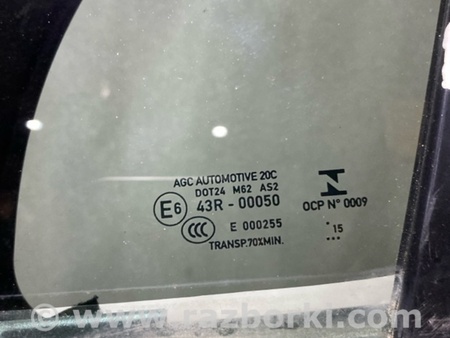 AGC AUTOMOTIVE 20C
DOT24 M62 AS2
E6 43R - 00050
CCC E 000255
TRANSP.70%MIN.
N
OCP N° 0009
15
www.razborki.com